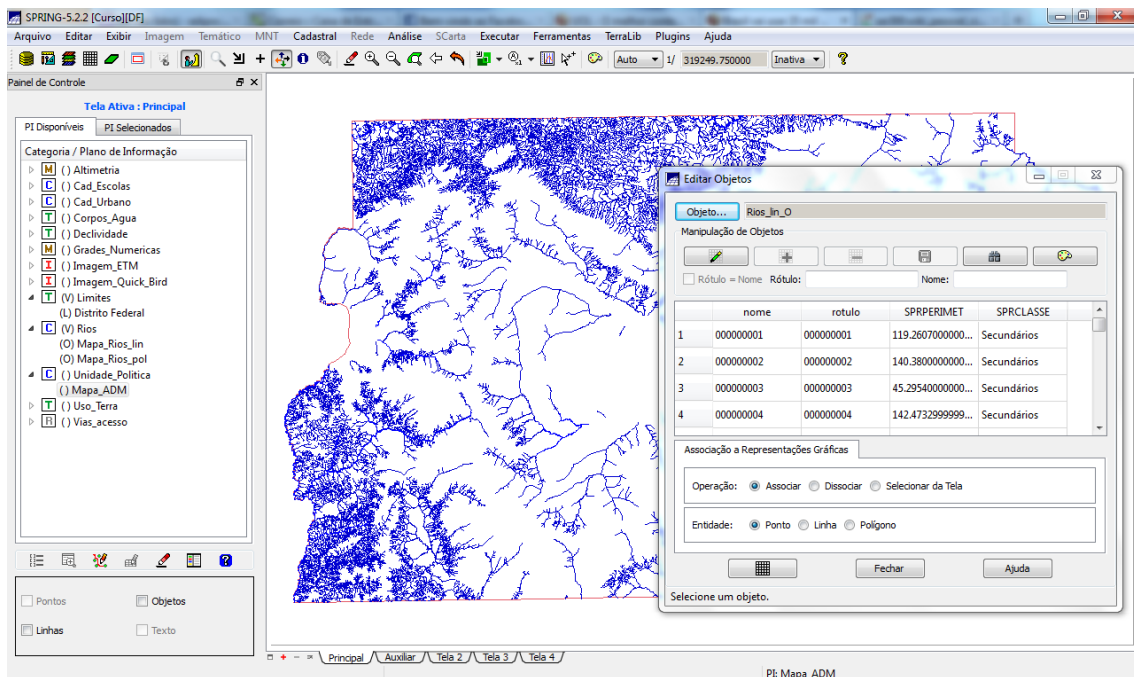 SPRING-5.2.2 [Curso][DF]
Arquivo Editar Exibir Imagem Temático MNT Cadastral Rede Análise SCarta Executar Ferramentas TerraLib Plugins Ajuda
Auto 1/ 319249.750000 Inativa
Painel de Controle
Tela Ativa : Principal
PI Disponíveis PI Selecionados
Categoria / Plano de Informação
M ( ) Altimetria
C ( ) Cad_Escolas
C ( ) Cad_Urbano
T ( ) Corpos_Agua
T ( ) Declividade
M ( ) Grades_Numericas
I ( ) Imagem_ETM
I ( ) Imagem_Quick_Bird
T (V) Limites
(L) Distrito Federal
C (V) Rios
(O) Mapa_Rios_lin
(O) Mapa_Rios_pol
C ( ) Unidade_Politica
( ) Mapa_ADM
T ( ) Uso_Terra
R ( ) Vias_acesso
Pontos Objetos
Linhas Texto
Editar Objetos
Objeto... Rios_lin_O
Manipulação de Objetos
Rótulo = Nome Rótulo: Nome:
nome rotulo SPRPERIMET SPRCLASSE
1 000000001 000000001 119.2607000000... Secundários
2 000000002 000000002 140.3800000000... Secundários
3 000000003 000000003 45.29540000000... Secundários
4 000000004 000000004 142.4732999999... Secundários
Associação a Representações Gráficas
Operação: Associar Dissociar Selecionar da Tela
Entidade: Ponto Linha Polígono
Fechar Ajuda
Selecione um objeto.
Principal Auxiliar Tela 2 Tela 3 Tela 4
PI: Mapa_ADM